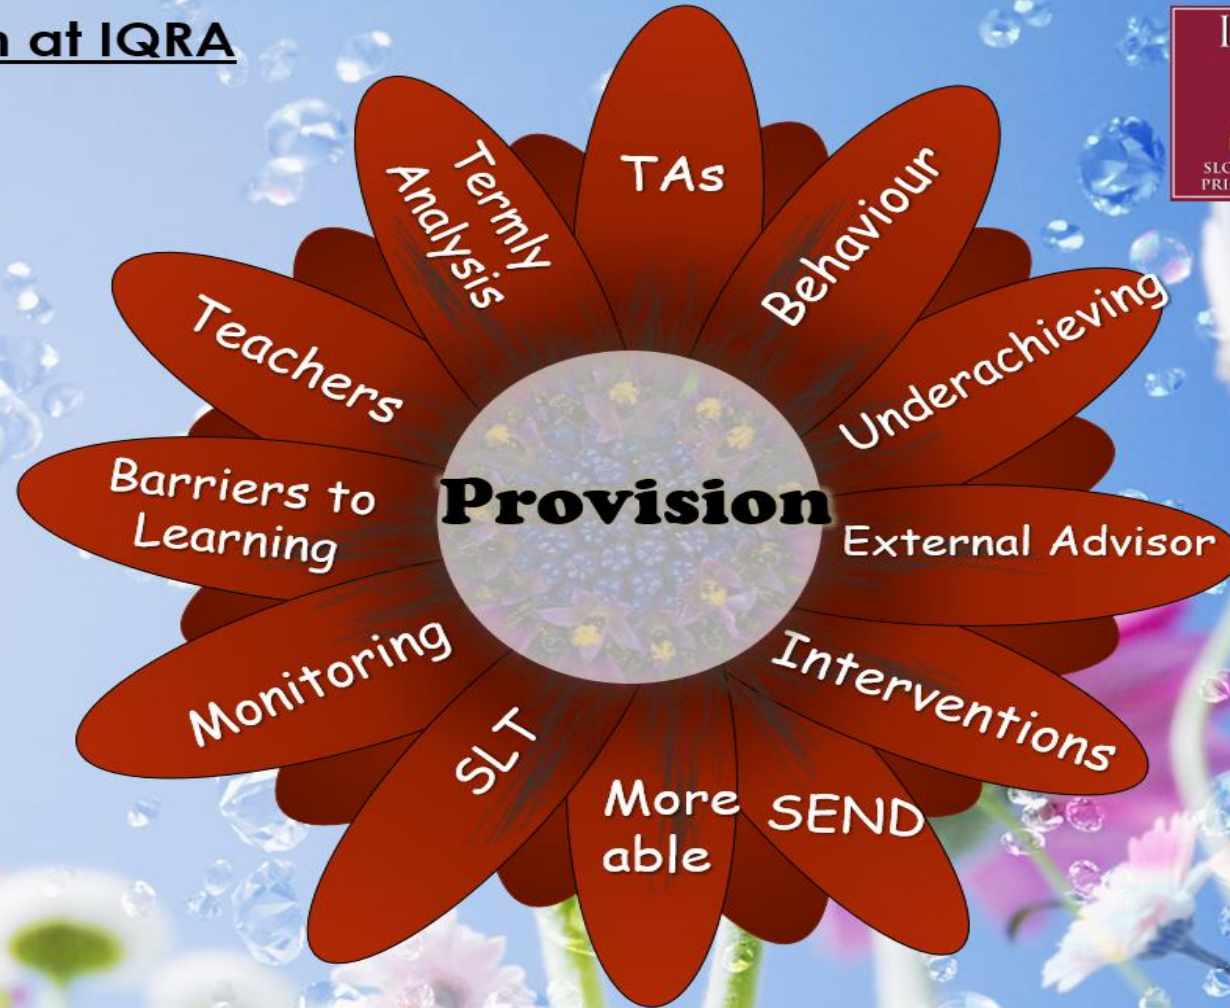 at IQRA
TAs
Behaviour
Underachieving
External Advisor
Interventions
SEND
More
able
SLT
Monitoring
Barriers to
Learning
Teachers
Termly
Analysis
Provision